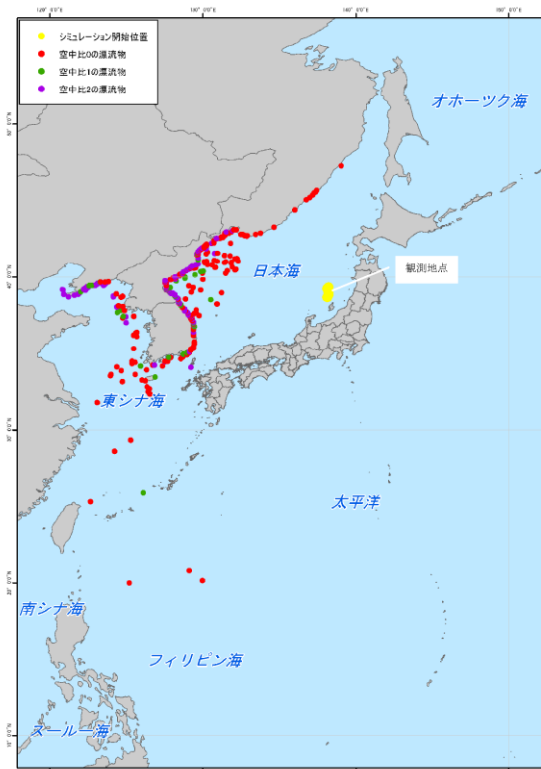 シミュレーション開始位置
空中比0の漂流物
空中比1の漂流物
空中比2の漂流物
オホーツク海
日本海
観測地点
東シナ海
太平洋
南シナ海
フィリピン海
スールー海